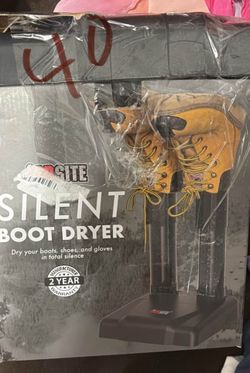 40
SITE
SILENT
BOOT DRYER
Dry your boots, shoes, and gloves
in total silence
2 YEAR